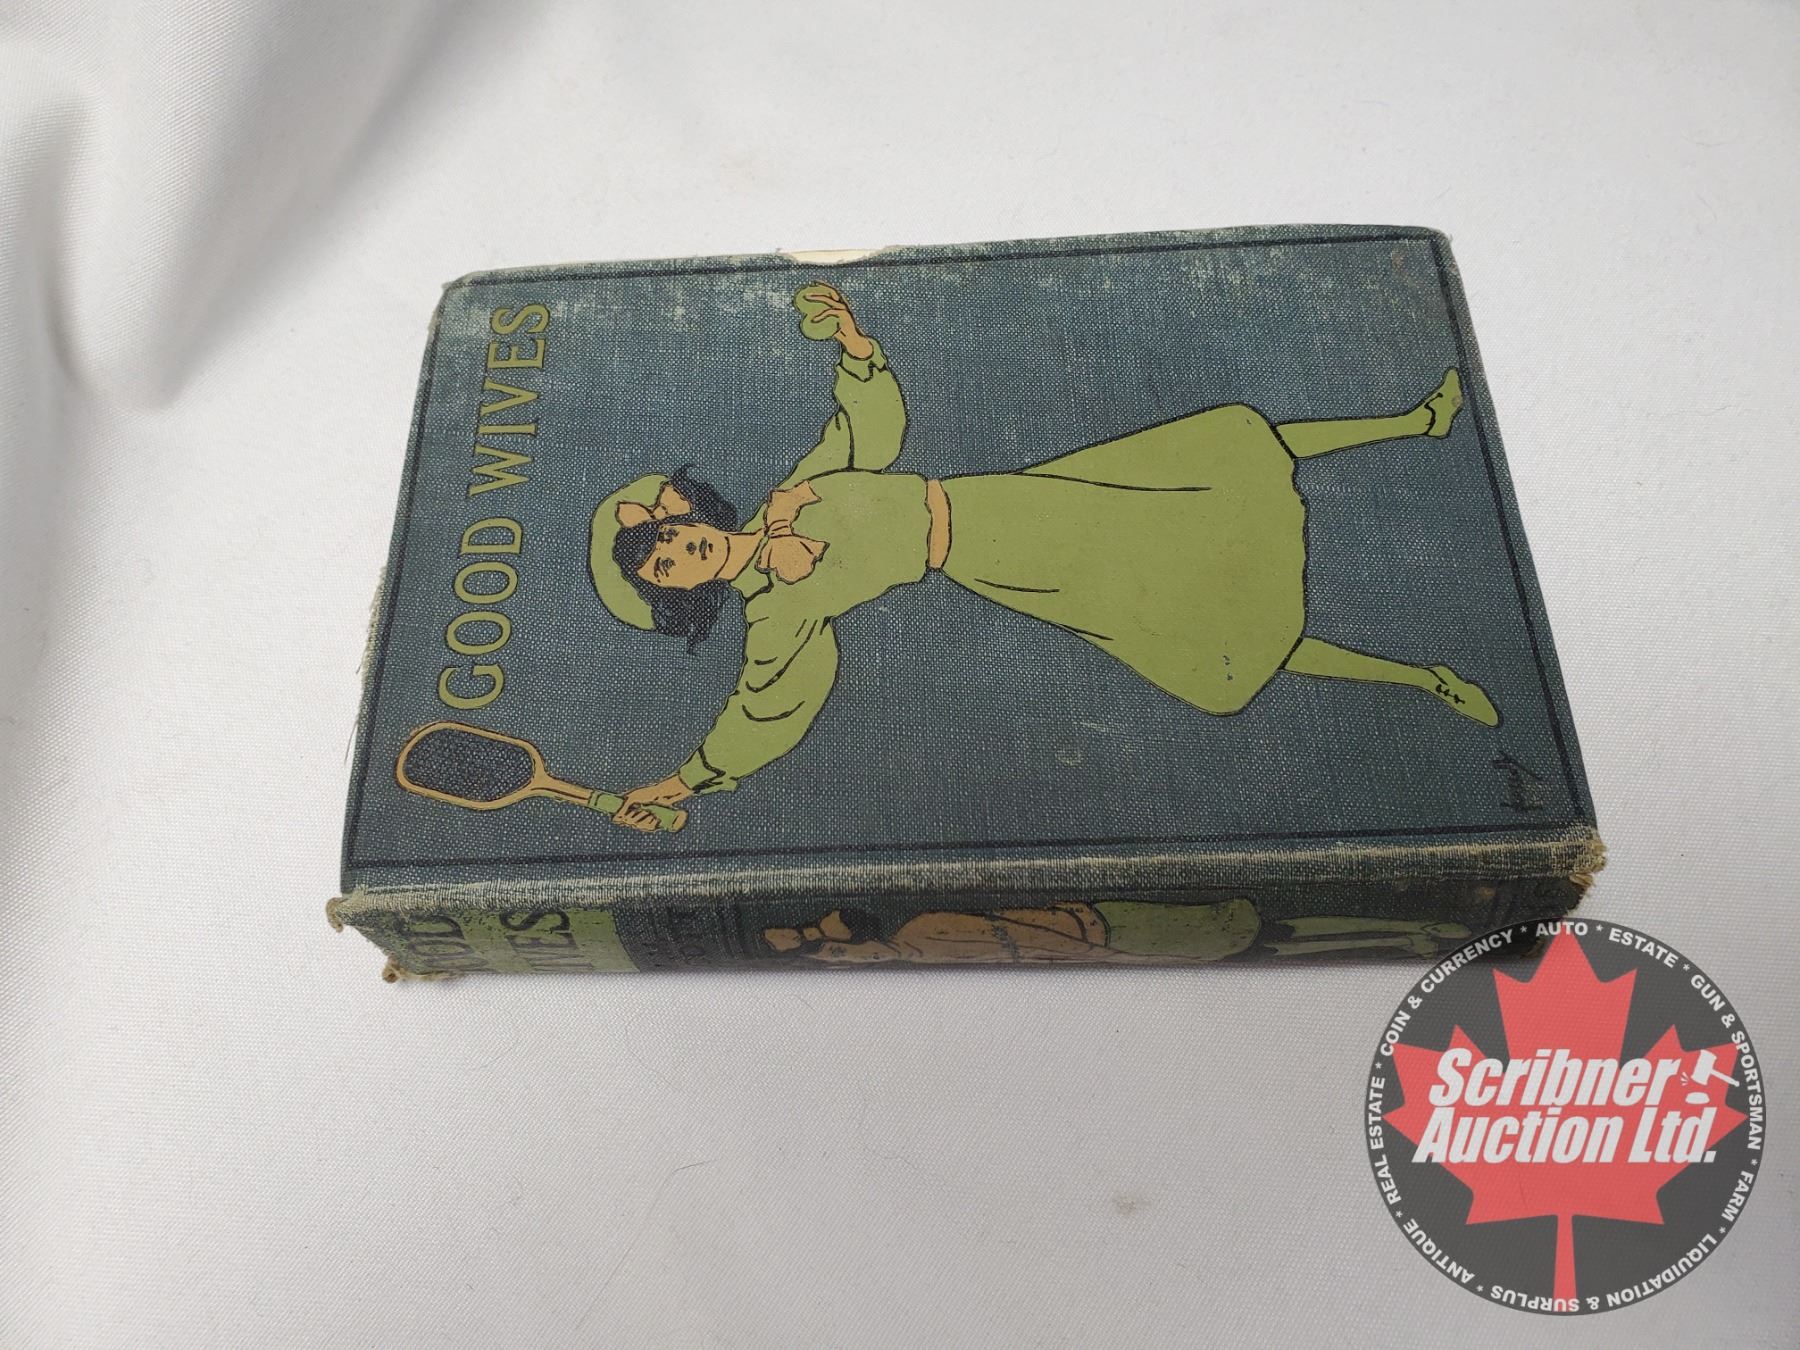 GOOD WIVES
Scribner
Auction Ltd.
* REAL ESTATE * COIN & CURRENCY * AUTO * ESTATE * GUN & SPORTSMAN * FARM * LIQUIDATION & SURPLUS * ANTIQUE